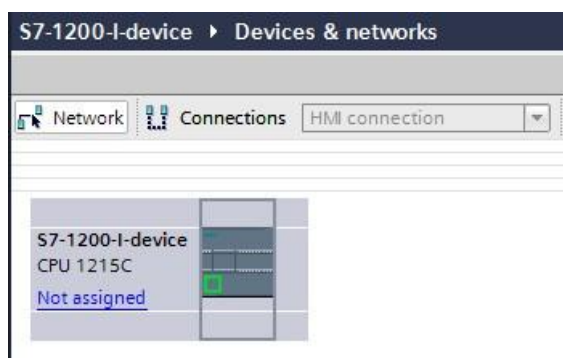 S7-1200-I-device ▸ Devices & networks
Network Connections HMI connection
S7-1200-I-device
CPU 1215C
Not assigned